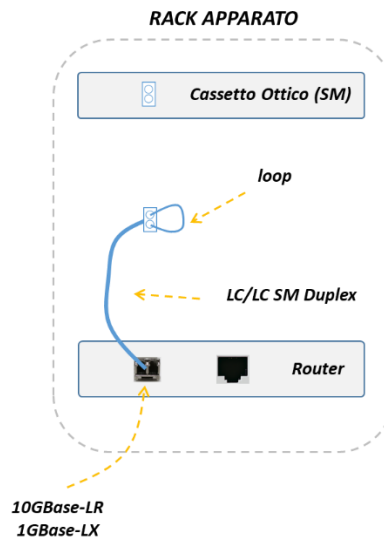 RACK APPARATO
Cassetto Ottico (SM)
loop
LC/LC SM Duplex
Router
10GBase-LR
1GBase-LX